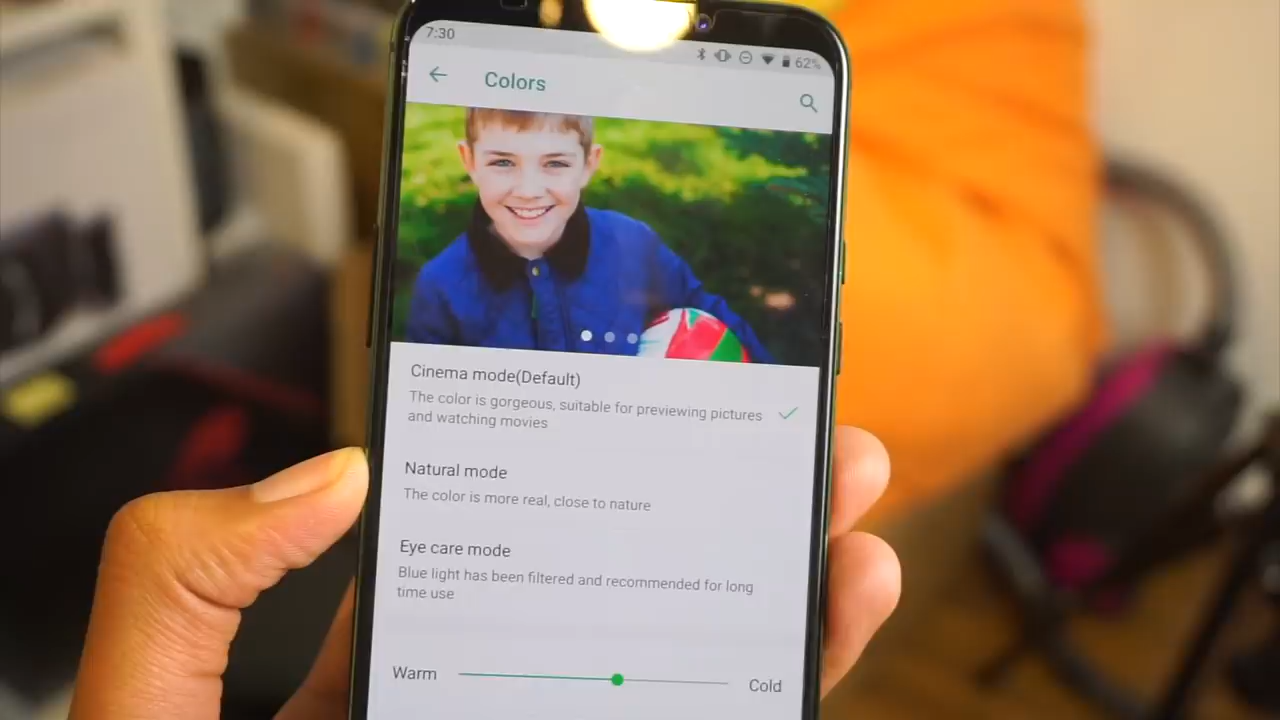 7:30
62%
Colors
Cinema mode(Default)
The color is gorgeous, suitable for previewing pictures
and watching movies
Natural mode
The color is more real, close to nature
Eye care mode
Blue light has been filtered and recommended for long
time use
Warm
Cold